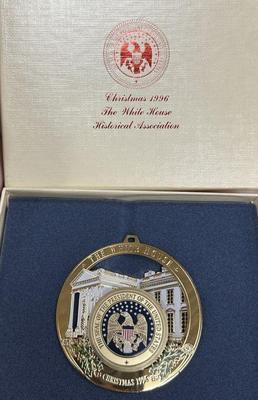 Christmas 1996
The White House
Historical Association
THE WHITE HOUSE
SEAL OF THE PRESIDENT OF THE UNITED STATES
CHRISTMAS